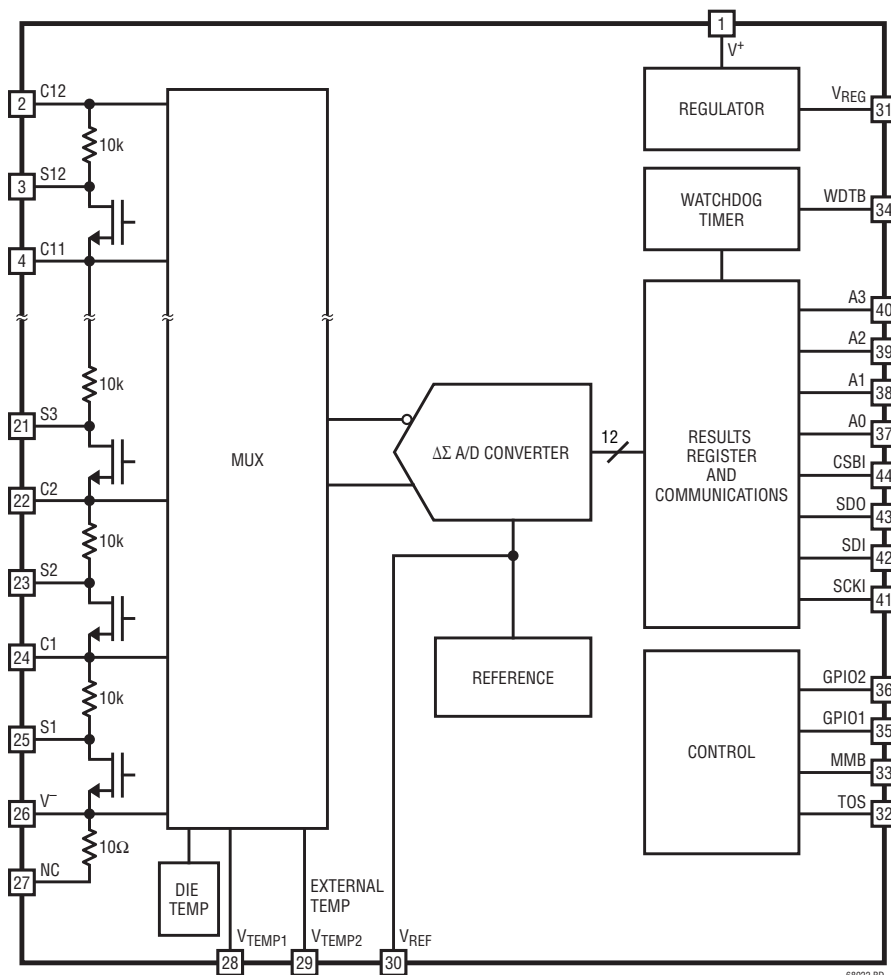 1
V+
2
C12
10k
3
S12
4
C11
10k
21
S3
22
C2
10k
23
S2
24
C1
10k
25
S1
26
V−
10Ω
27
NC
MUX
DIE
TEMP
EXTERNAL
TEMP
VTEMP1
28
VTEMP2
29
VREF
30
ΔΣ A/D CONVERTER
12
REFERENCE
REGULATOR
VREG
31
WATCHDOG
TIMER
WDTB
34
RESULTS
REGISTER
AND
COMMUNICATIONS
A3
40
A2
39
A1
38
A0
37
CSBI
44
SDO
43
SDI
42
SCKI
41
CONTROL
GPIO2
36
GPIO1
35
MMB
33
TOS
32